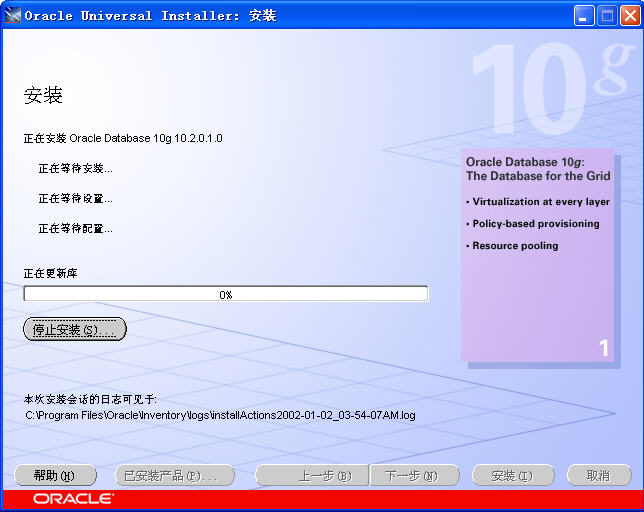 Oracle Universal Installer: 安装
10g
安装
正在安装 Oracle Database 10g 10.2.0.1.0
正在等待安装...
正在等待设置...
正在等待配置...
正在更新库
0%
停止安装(S)...
Oracle Database 10g:
The Database for the Grid
• Virtualization at every layer
• Policy-based provisioning
• Resource pooling
1
本次安装会话的日志可见于:
C:\Program Files\Oracle\Inventory\logs\installActions2002-01-02_03-54-07AM.log
帮助(H) 已安装产品(P)... 上一步(B) 下一步(N) 安装(I) 取消
ORACLE